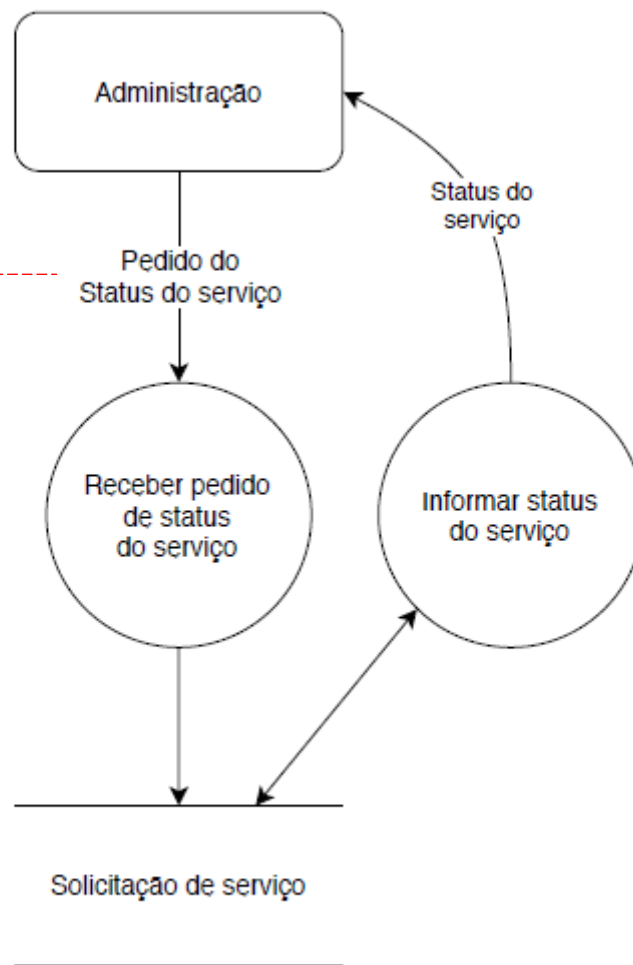 Administração
Status do
serviço
Pedido do
Status do serviço
Receber pedido
de status
do serviço
Informar status
do serviço
Solicitação de serviço